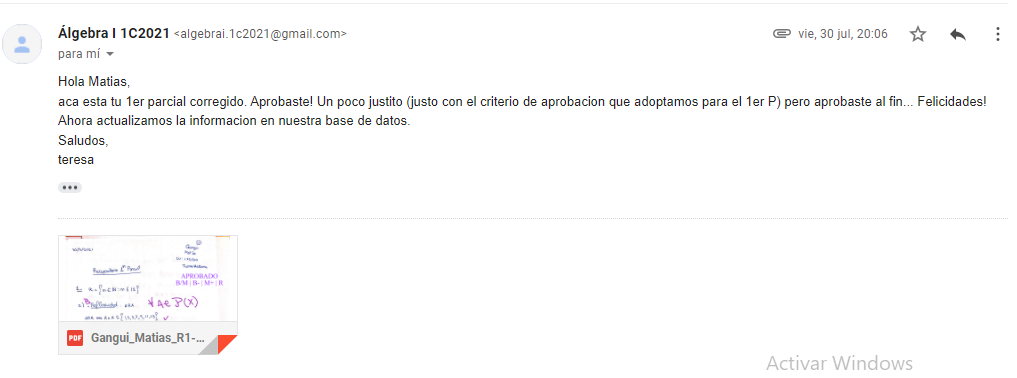 Álgebra I 1C2021 <algebrai.1c2021@gmail.com>
vie, 30 jul, 20:06
para mí
Hola Matias,
aca esta tu 1er parcial corregido. Aprobaste! Un poco justito (justo con el criterio de aprobacion que adoptamos para el 1er P) pero aprobaste al fin... Felicidades!
Ahora actualizamos la informacion en nuestra base de datos.
Saludos,
teresa
Gangui
APROBADO
B/M | B- | M+ | R
∀ A ∈ P(X)
PDF
Gangui_Matias_R1-...
Activar Windows